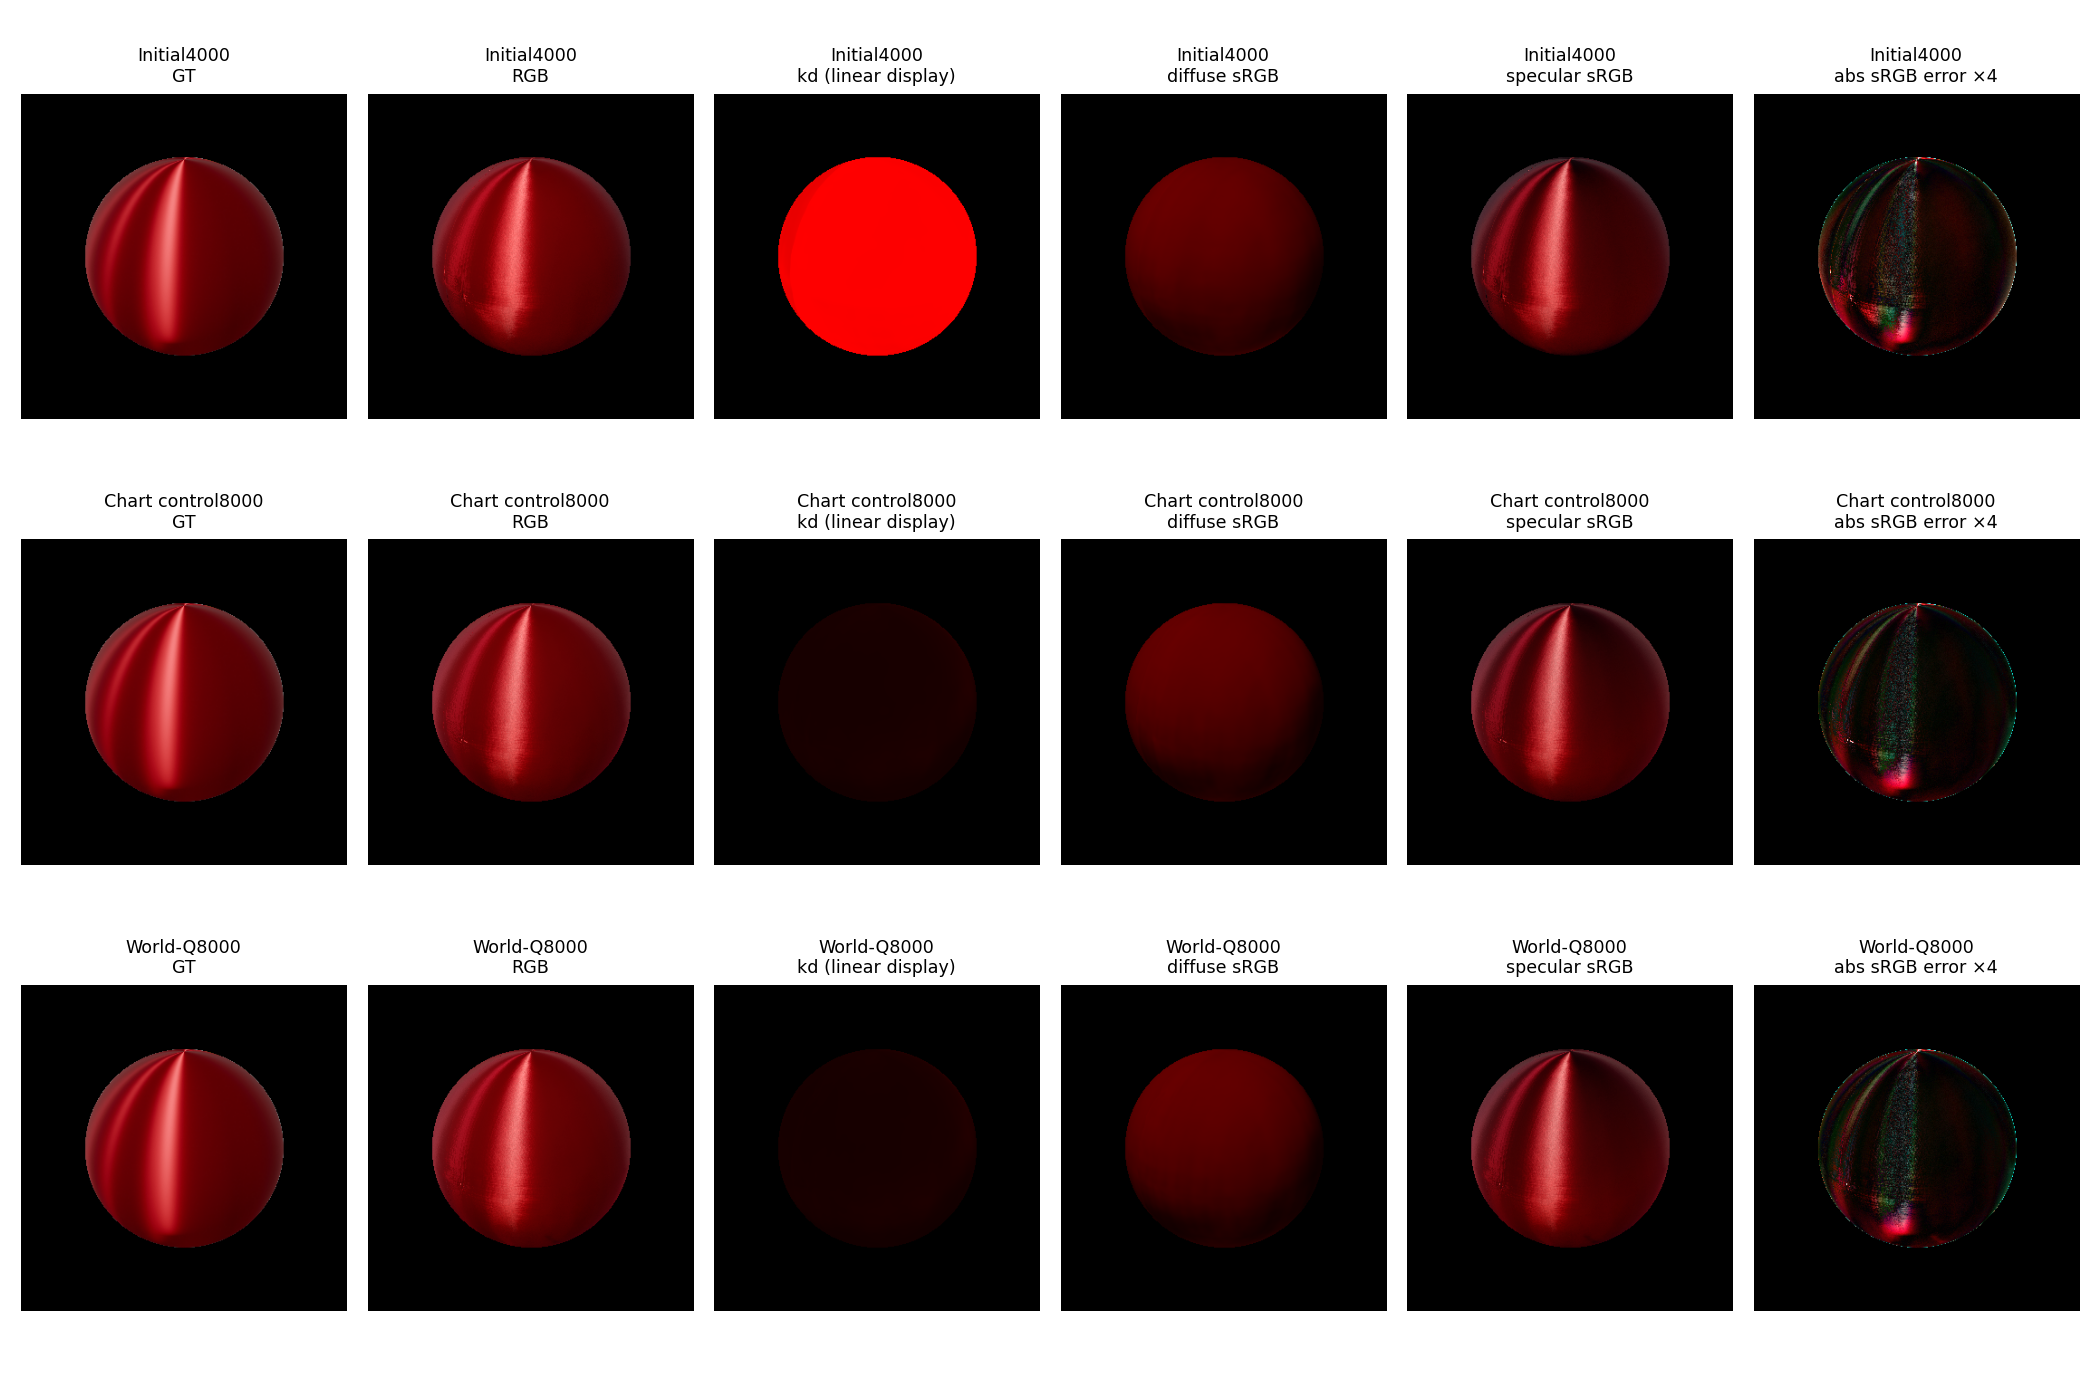 Initial4000
GT
Initial4000
RGB
Initial4000
kd (linear display)
Initial4000
diffuse sRGB
Initial4000
specular sRGB
Initial4000
abs sRGB error ×4
Chart control8000
GT
Chart control8000
RGB
Chart control8000
kd (linear display)
Chart control8000
diffuse sRGB
Chart control8000
specular sRGB
Chart control8000
abs sRGB error ×4
World-Q8000
GT
World-Q8000
RGB
World-Q8000
kd (linear display)
World-Q8000
diffuse sRGB
World-Q8000
specular sRGB
World-Q8000
abs sRGB error ×4